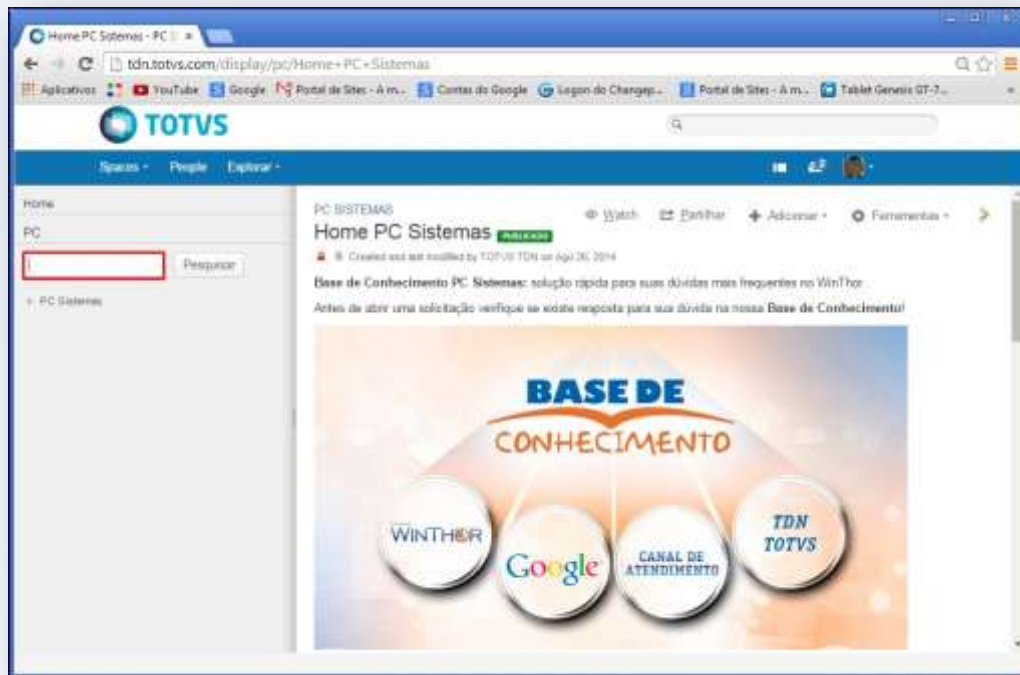 Home PC Sistemas - PC
tdn.totvs.com/display/pc/Home+PC+Sistemas
Aplicativos YouTube Google Portal de Sites - A m... Contas do Google Logon do Changep... Portal de Sites - A m... Tablet Genesis GT-7...
TOTVS
Spaces People Explorar
Home
PC
Pesquisar
PC Sistemas
PC SISTEMAS
Watch Partilhar Adicionar Ferramentas
Home PC Sistemas PUBLICADO
Created and last modified by TOTVS TDN on Ago 26, 2014
Base de Conhecimento PC Sistemas: solução rápida para suas dúvidas mais frequentes no WinThor
Antes de abrir uma solicitação verifique se existe resposta para sua dúvida na nossa Base de Conhecimento!
BASE DE
CONHECIMENTO
WINTHOR
Google
CANAL DE
ATENDIMENTO
TDN
TOTVS